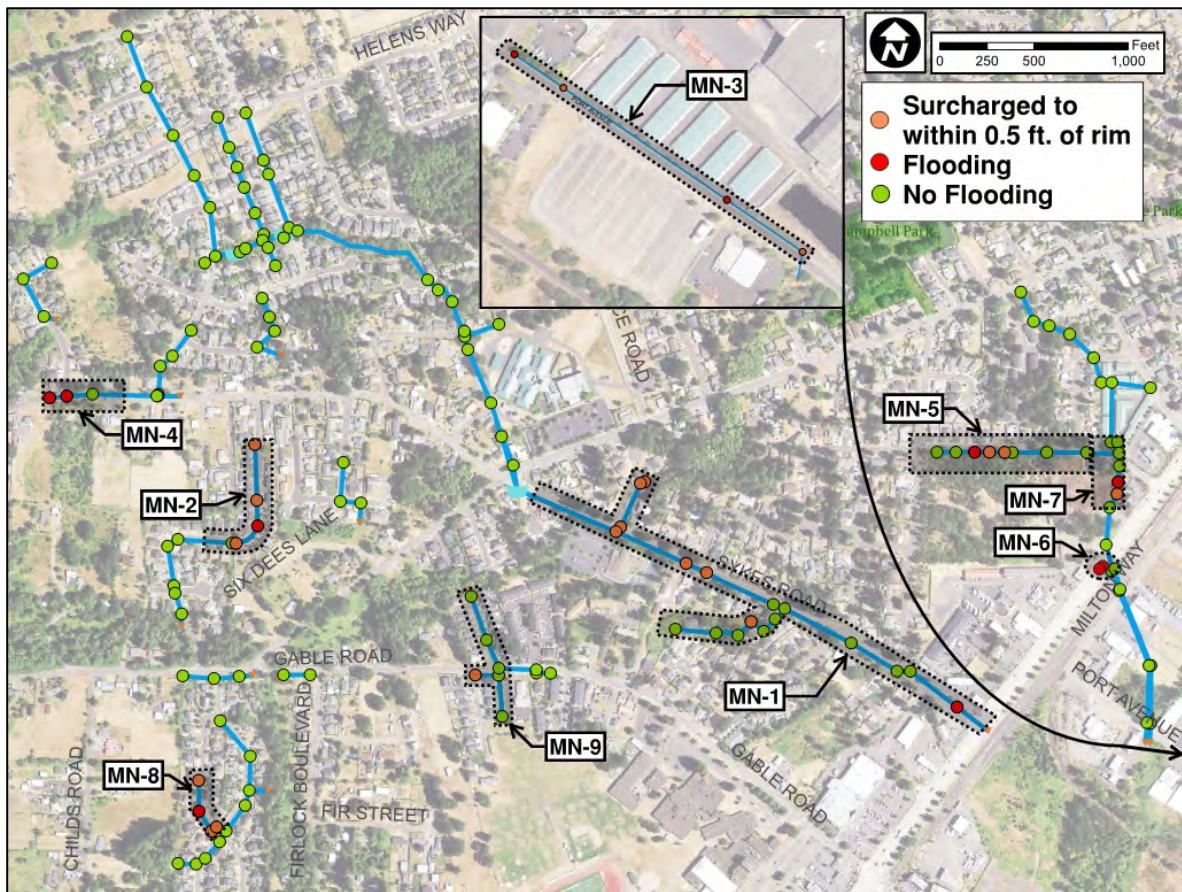 HELENS WAY
MN-3
PORT AVENUE
N
Feet
0 250 500 1,000
Surcharged to
within 0.5 ft. of rim
Flooding
No Flooding
Park
ampbell Park
CE ROAD
MN-5
MN-4
MN-2
MN-7
MN-6
SIX DEES LANE
SYKES ROAD
MILTON WAY
GABLE ROAD
MN-1
PORT AVENUE
MN-9
MN-8
GABLE ROAD
CHILDS ROAD
FIRLOCK BOULEVARD
FIR STREET